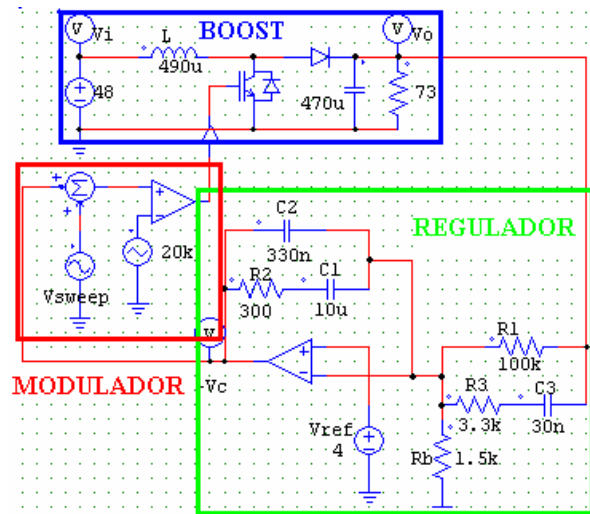 BOOST
V Vi
L
490u
V Vo
48
470u
73
Σ
20k
Vsweep
MODULADOR
REGULADOR
C2
330n
R2
300
C1
10u
V
-Vc
R1
100k
R3
3.3k
C3
30n
Vref
4
Rb 1.5k